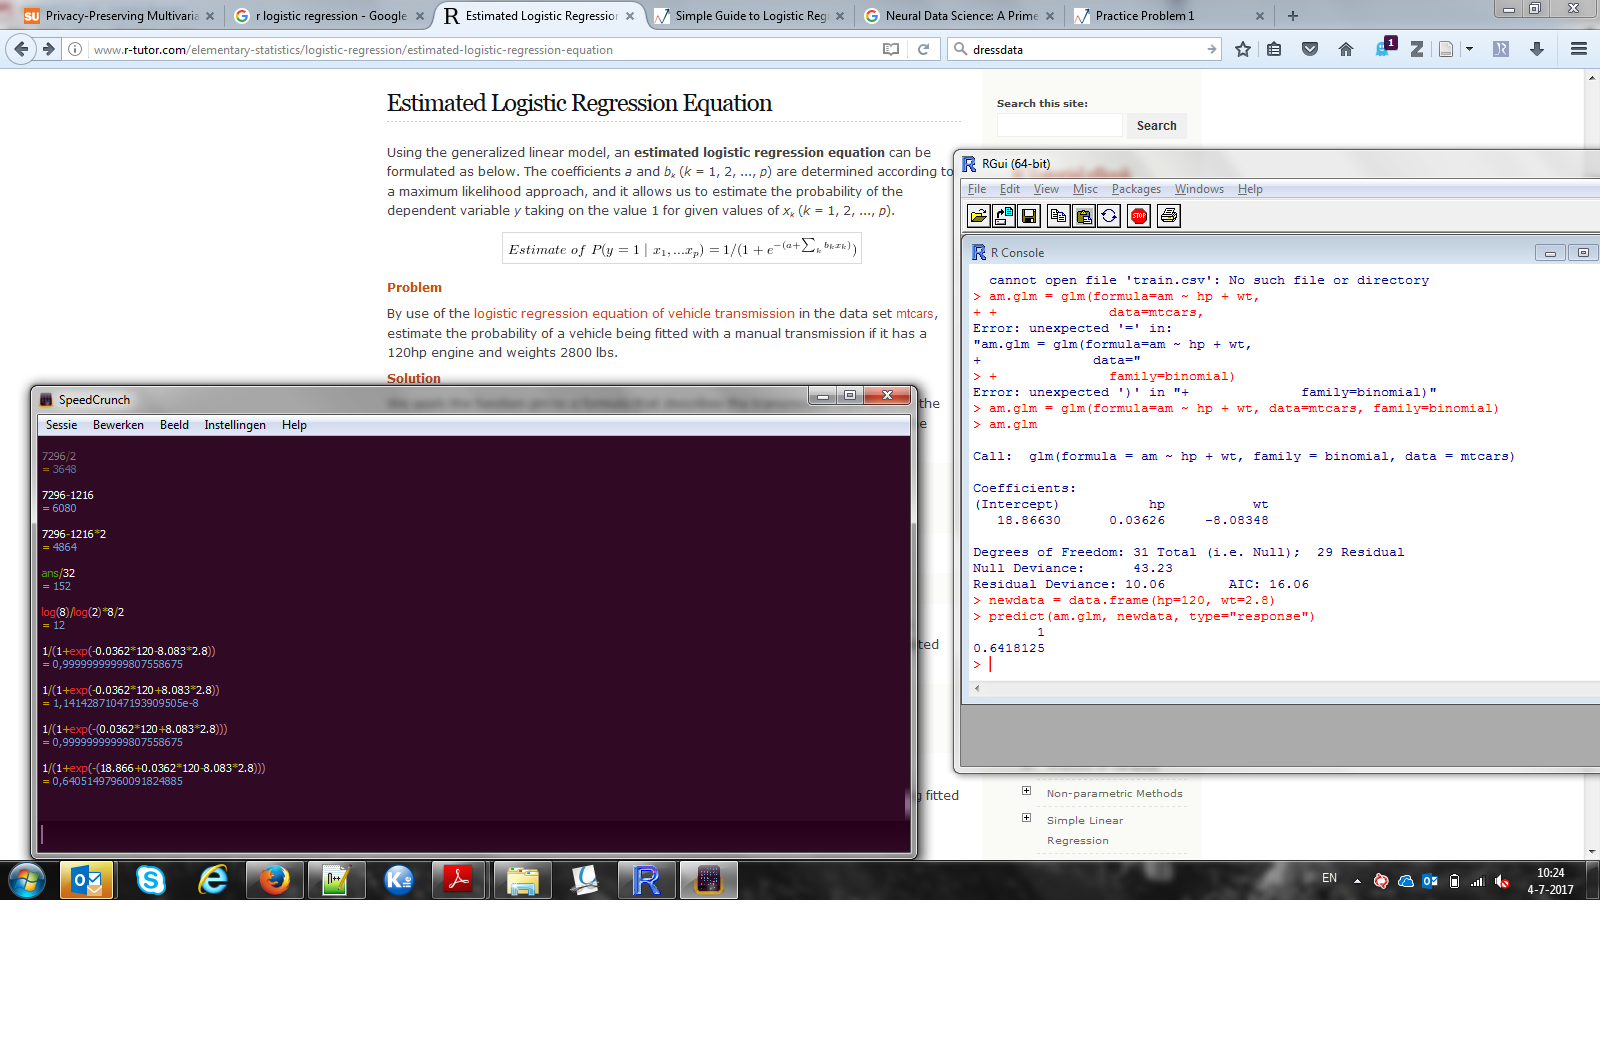 Privacy-Preserving Multivaria
r logistic regression - Google
Estimated Logistic Regression
Simple Guide to Logistic Reg
Neural Data Science: A Prime
Practice Problem 1
www.r-tutor.com/elementary-statistics/logistic-regression/estimated-logistic-regression-equation
dressdata
1
Estimated Logistic Regression Equation
Using the generalized linear model, an estimated logistic regression equation can be
formulated as below. The coefficients a and bk (k = 1, 2, ..., p) are determined according to
a maximum likelihood approach, and it allows us to estimate the probability of the
dependent variable y taking on the value 1 for given values of xk (k = 1, 2, ..., p).
Estimate of P(y = 1 | x1, ...xp) = 1/(1 + e^−(a+∑k bkxk))
Problem
By use of the logistic regression equation of vehicle transmission in the data set mtcars,
estimate the probability of a vehicle being fitted with a manual transmission if it has a
120hp engine and weights 2800 lbs.
Solution
the
ted
fitted
Search this site:
Search
Non-parametric Methods
Simple Linear
Regression
SpeedCrunch
Sessie Bewerken Beeld Instellingen Help
7296/2
= 3648
7296-1216
= 6080
7296-1216*2
= 4864
ans/32
= 152
log(8)/log(2)*8/2
= 12
1/(1+exp(-0.0362*120-8.083*2.8))
= 0,99999999999807558675
1/(1+exp(-0.0362*120+8.083*2.8))
= 1,14142871047193909505e-8
1/(1+exp(-(0.0362*120+8.083*2.8)))
= 0,99999999999807558675
1/(1+exp(-(18.866+0.0362*120-8.083*2.8)))
= 0,64051497960091824885
RGui (64-bit)
File Edit View Misc Packages Windows Help
STOP
R Console
cannot open file 'train.csv': No such file or directory
> am.glm = glm(formula=am ~ hp + wt,
+ + data=mtcars,
Error: unexpected '=' in:
"am.glm = glm(formula=am ~ hp + wt,
+ data="
> + family=binomial)
Error: unexpected ')' in "+ family=binomial)"
> am.glm = glm(formula=am ~ hp + wt, data=mtcars, family=binomial)
> am.glm
Call: glm(formula = am ~ hp + wt, family = binomial, data = mtcars)
Coefficients:
(Intercept) hp wt
18.86630 0.03626 -8.08348
Degrees of Freedom: 31 Total (i.e. Null); 29 Residual
Null Deviance: 43.23
Residual Deviance: 10.06 AIC: 16.06
> newdata = data.frame(hp=120, wt=2.8)
> predict(am.glm, newdata, type="response")
1
0.6418125
>
EN
10:24
4-7-2017